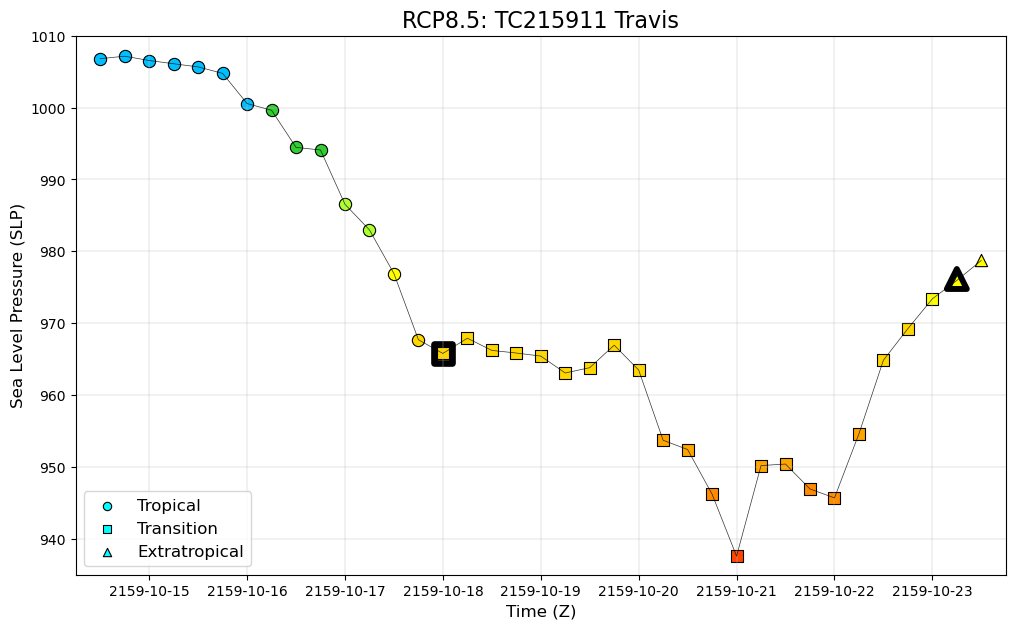 RCP8.5: TC215911 Travis
1010
1000
990
980
970
960
950
940
Sea Level Pressure (SLP)
Tropical
Transition
Extratropical
2159-10-15 2159-10-16 2159-10-17 2159-10-18 2159-10-19 2159-10-20 2159-10-21 2159-10-22 2159-10-23
Time (Z)